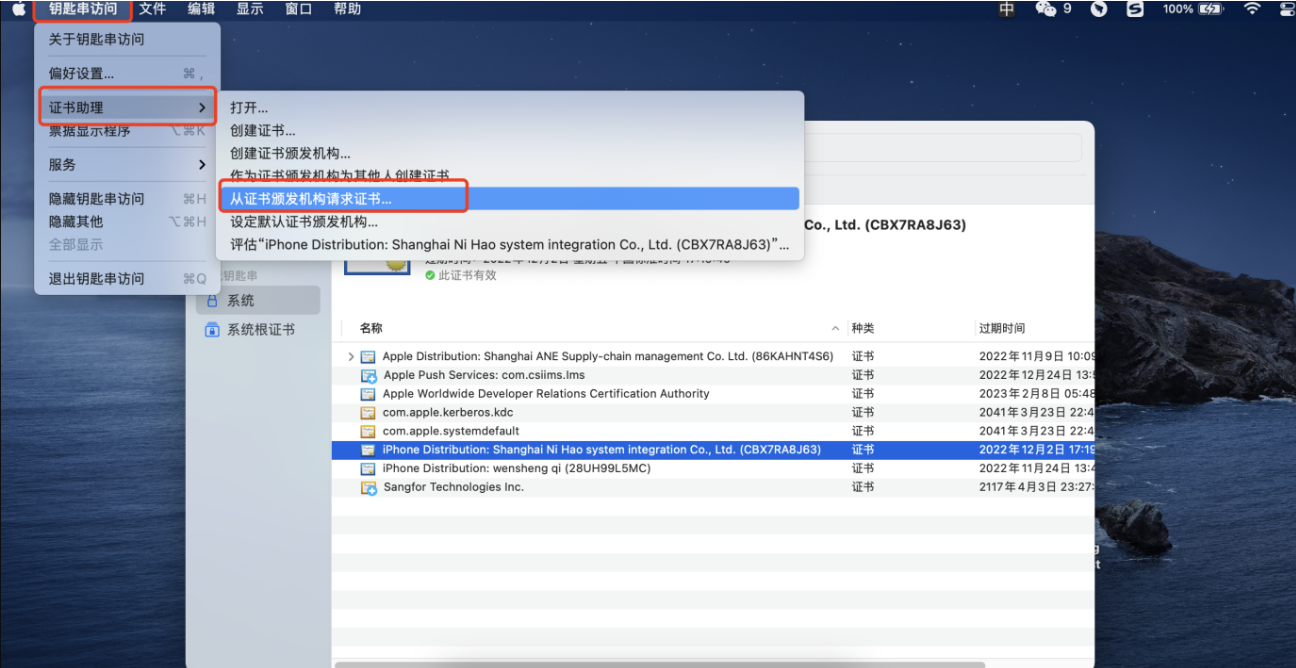 钥匙串访问 文件 编辑 显示 窗口 帮助 中 9 S 100%
关于钥匙串访问
偏好设置... ⌘ ,
证书助理
票据显示程序 ⌥⌘K
服务
隐藏钥匙串访问 ⌘H
隐藏其他 ⌥⌘H
全部显示
退出钥匙串访问 ⌘Q
打开...
创建证书...
创建证书颁发机构...
作为证书颁发机构为其他人创建证书
从证书颁发机构请求证书...
设定默认证书颁发机构...
评估“iPhone Distribution: Shanghai Ni Hao system integration Co., Ltd. (CBX7RA8J63)”...
Co., Ltd. (CBX7RA8J63)
此证书有效
钥匙串
系统
系统根证书
名称 种类 过期时间
Apple Distribution: Shanghai ANE Supply-chain management Co. Ltd. (86KAHNT4S6) 证书 2022年11月9日 10:09
Apple Push Services: com.csiims.lms 证书 2022年12月24日 13:
Apple Worldwide Developer Relations Certification Authority 证书 2023年2月8日 05:48
com.apple.kerberos.kdc 证书 2041年3月23日 22:4
com.apple.systemdefault 证书 2041年3月23日 22:4
iPhone Distribution: Shanghai Ni Hao system integration Co., Ltd. (CBX7RA8J63) 证书 2022年12月2日 17:19
iPhone Distribution: wensheng qi (28UH99L5MC) 证书 2022年11月24日 13:4
Sangfor Technologies Inc. 证书 2117年4月3日 23:27: